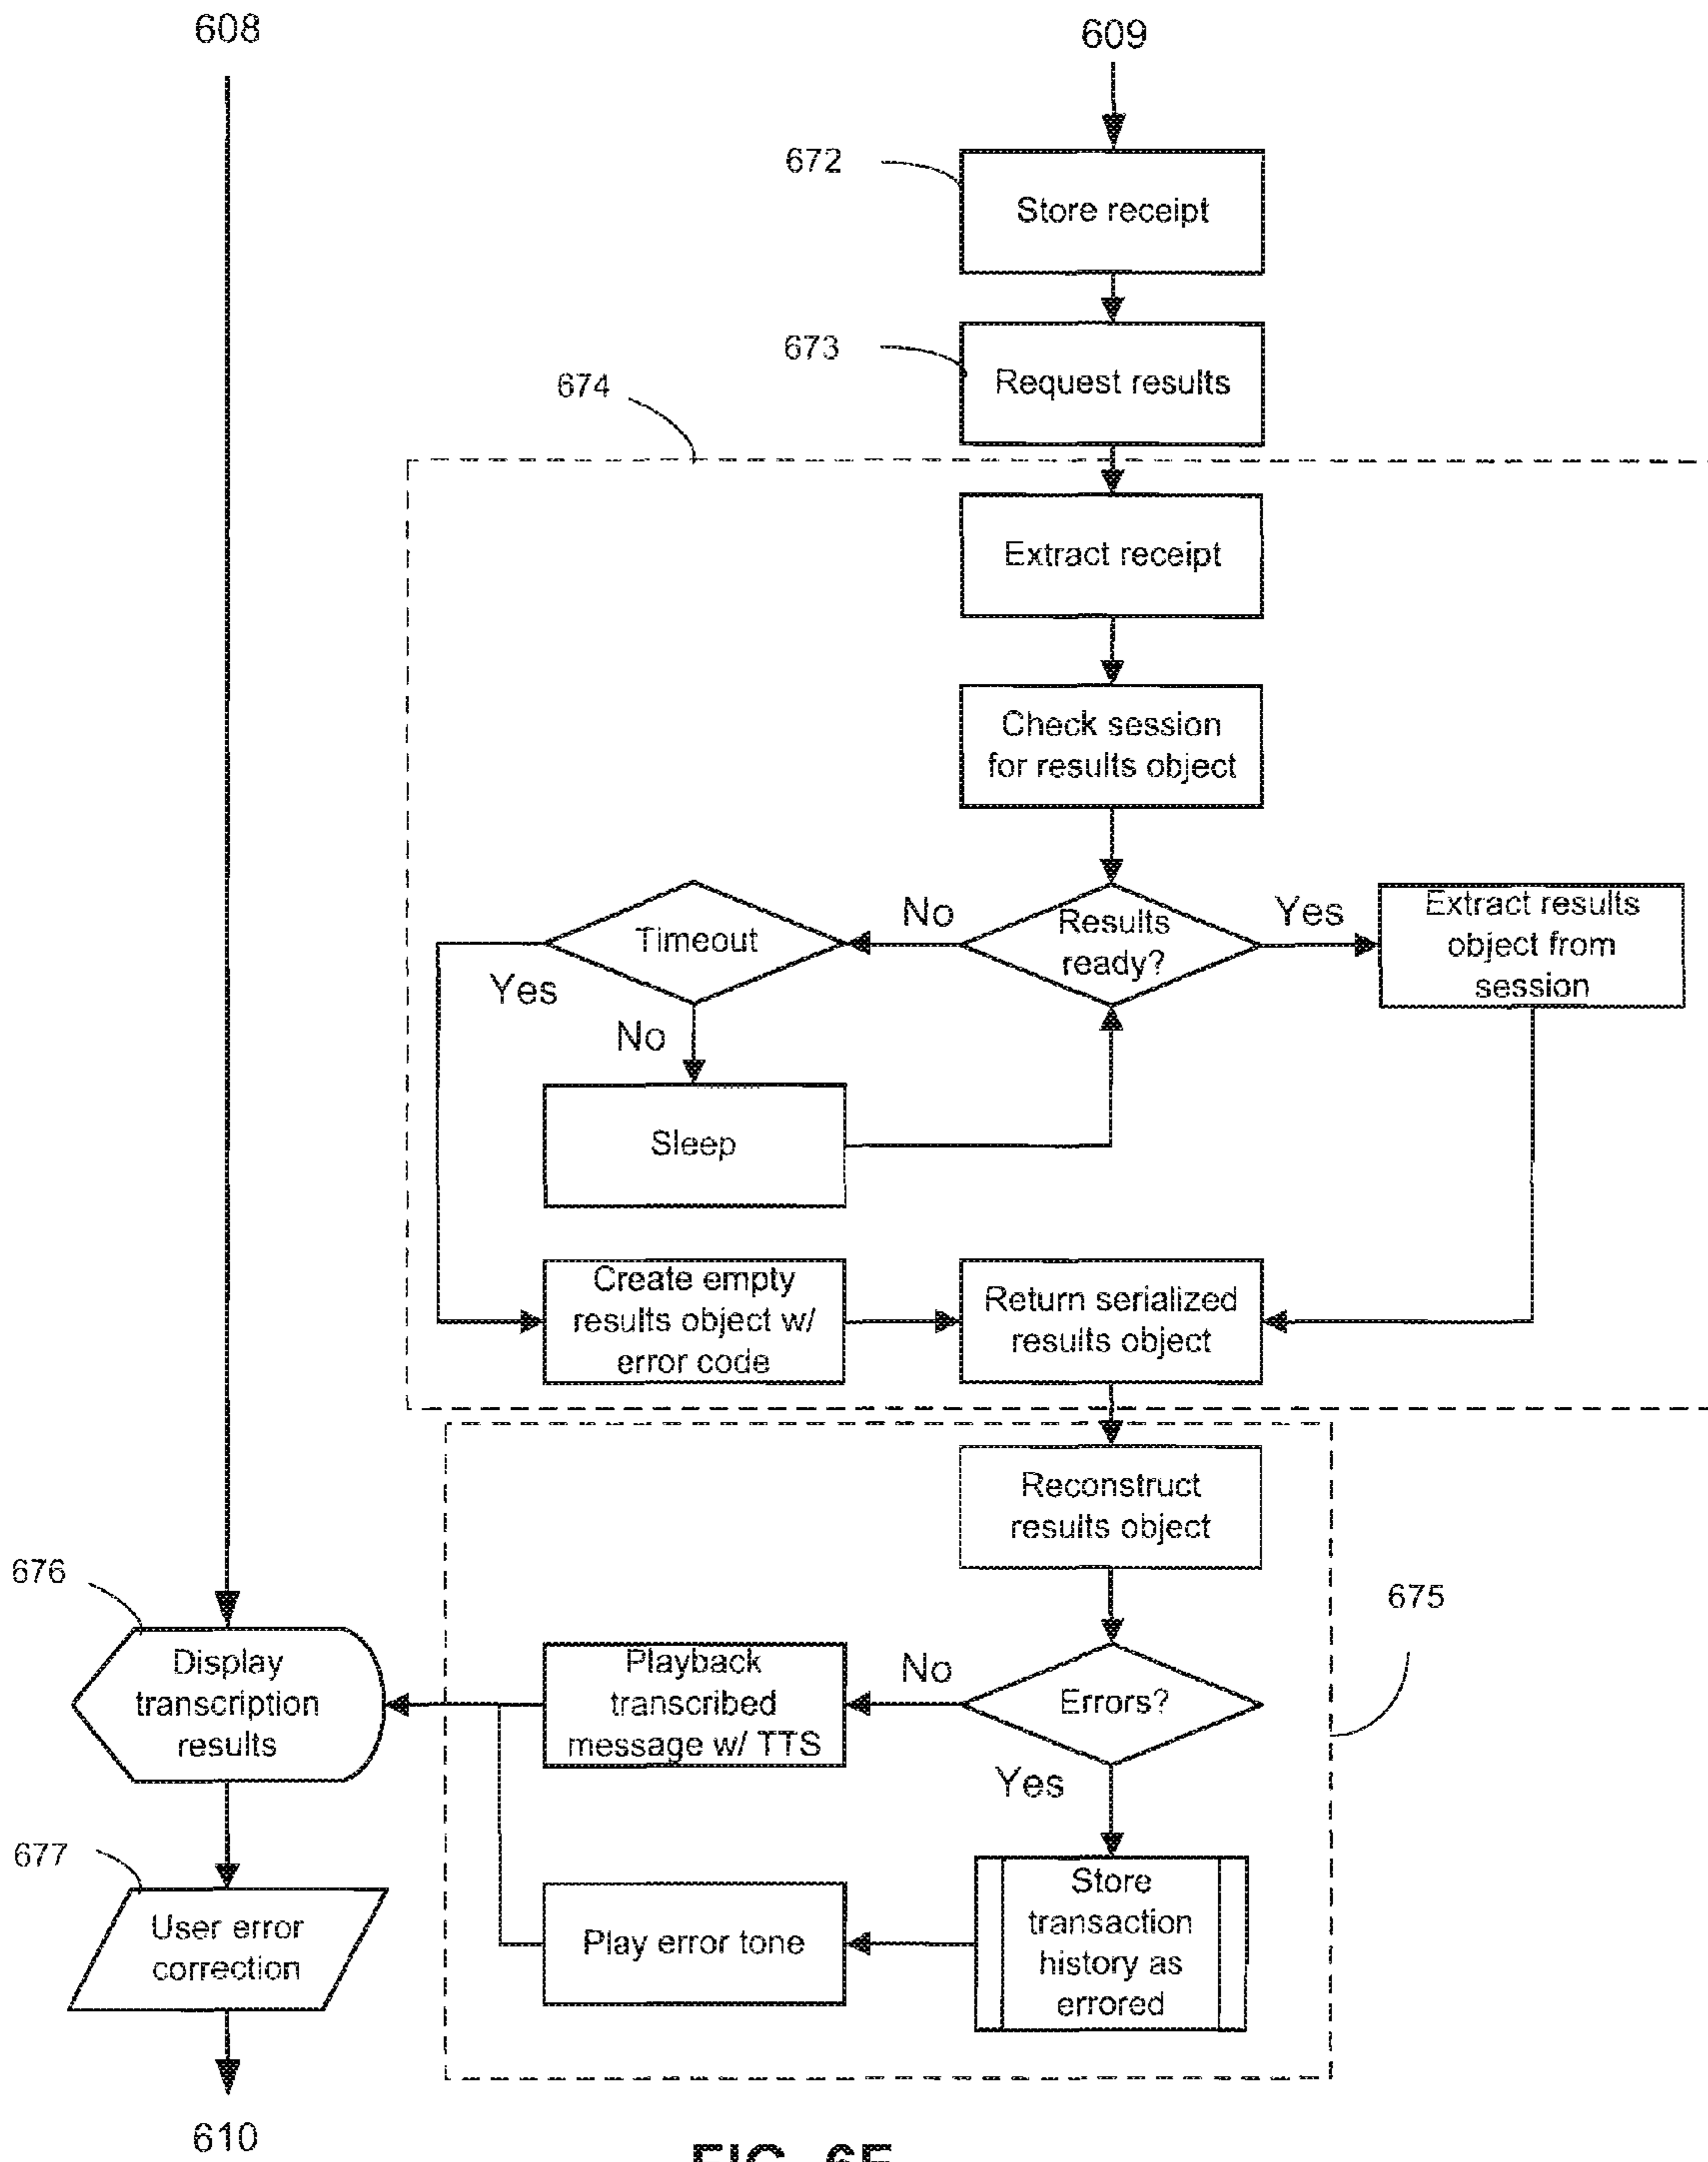 608
609
672
Store receipt
673
Request results
674
Extract receipt
Check session
for results object
Timeout
No
Results
ready?
Yes
Extract results
object from
session
Yes
No
Sleep
Create empty
results object w/
error code
Return serialized
results object
Reconstruct
results object
675
676
Display
transcription
results
Playback
transcribed
message w/ TTS
No
Errors?
Yes
677
User error
correction
Play error tone
Store
transaction
history as
errored
610